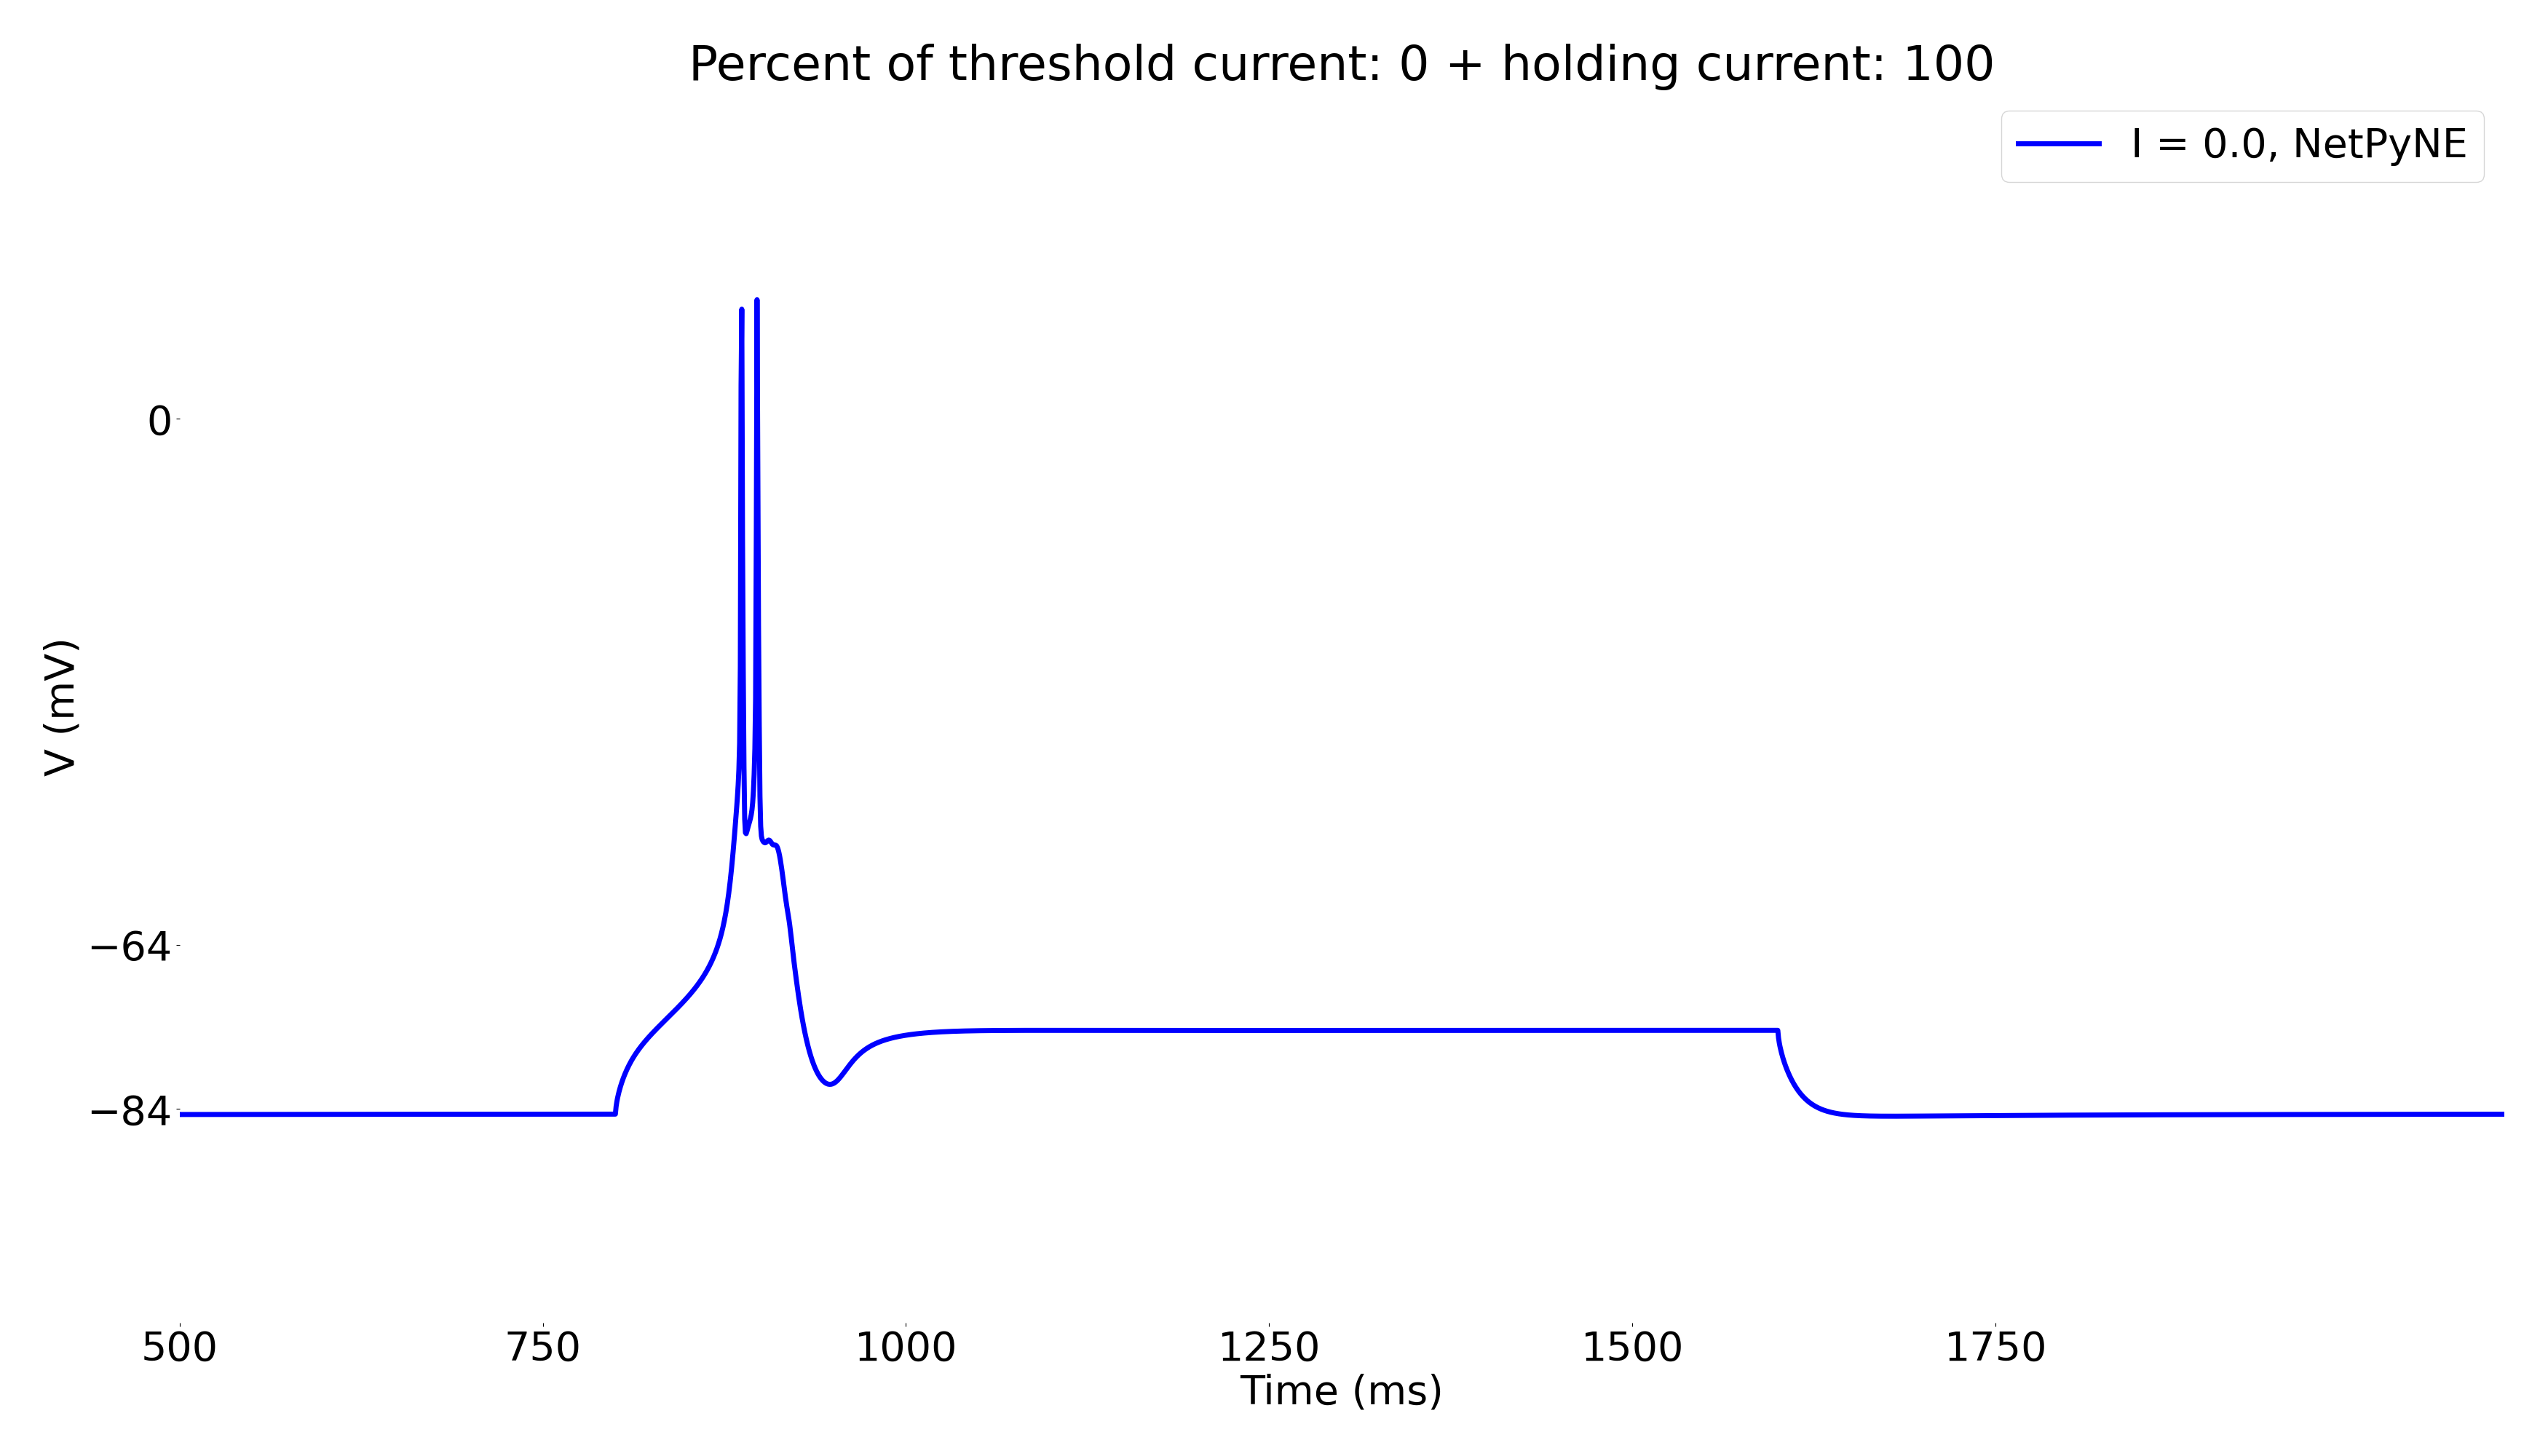 Percent of threshold current: 0 + holding current: 100
I = 0.0, NetPyNE
0
−64
−84
V (mV)
500 750 1000 1250 1500 1750
Time (ms)